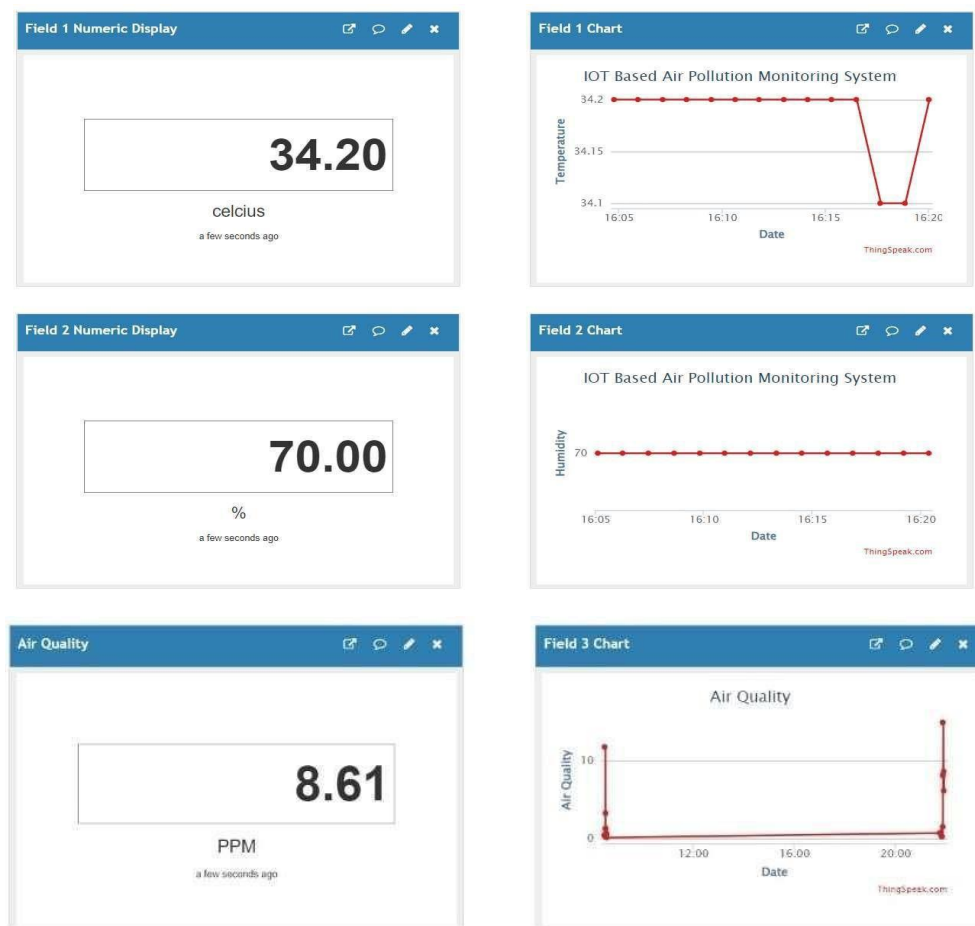 Field 1 Numeric Display
34.20
celcius
a few seconds ago
Field 1 Chart
IOT Based Air Pollution Monitoring System
Temperature
34.2
34.15
34.1
16:05
16:10
16:15
16:20
Date
ThingSpeak.com
Field 2 Numeric Display
70.00
%
a few seconds ago
Field 2 Chart
IOT Based Air Pollution Monitoring System
Humidity
70
16:05
16:10
16:15
16:20
Date
ThingSpeak.com
Air Quality
8.61
PPM
a few seconds ago
Field 3 Chart
Air Quality
Air Quality
10
0
12:00
16:00
20:00
Date
ThingSpeak.com